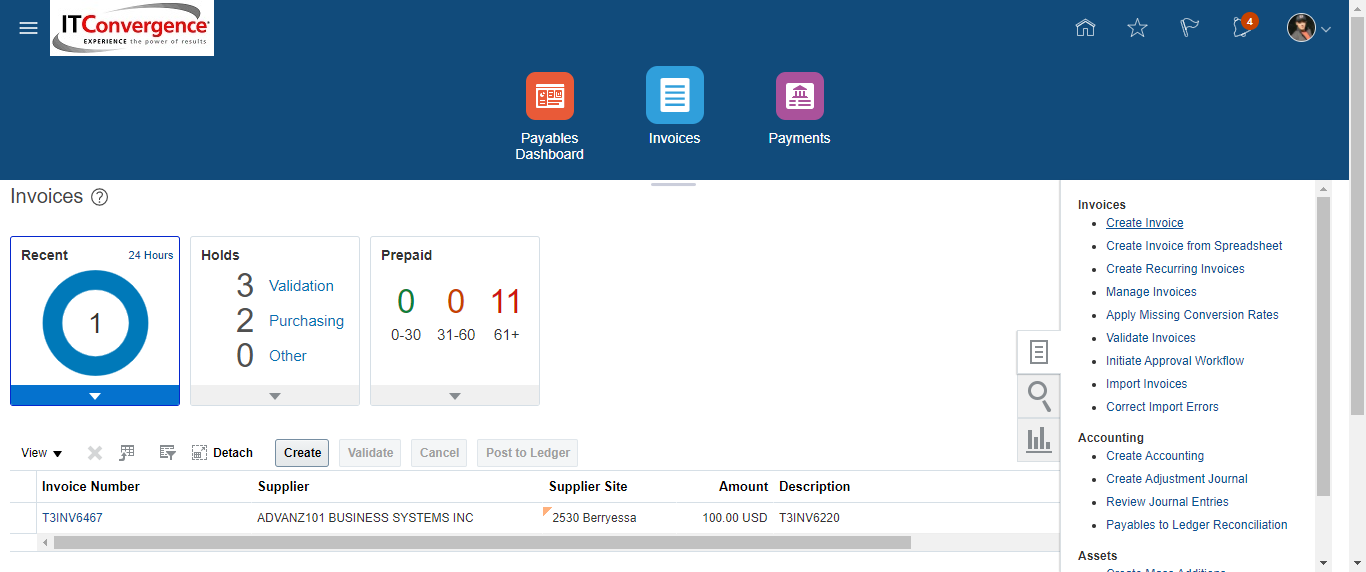 ITConvergence
EXPERIENCE the power of results
4
Payables
Dashboard
Invoices
Payments
Invoices ?
Recent
24 Hours
1
Holds
3 Validation
2 Purchasing
0 Other
Prepaid
0 0 11
0-30 31-60 61+
View Detach Create Validate Cancel Post to Ledger
Invoice Number Supplier Supplier Site Amount Description
T3INV6467 ADVANZ101 BUSINESS SYSTEMS INC 2530 Berryessa 100.00 USD T3INV6220
Invoices
Create Invoice
Create Invoice from Spreadsheet
Create Recurring Invoices
Manage Invoices
Apply Missing Conversion Rates
Validate Invoices
Initiate Approval Workflow
Import Invoices
Correct Import Errors
Accounting
Create Accounting
Create Adjustment Journal
Review Journal Entries
Payables to Ledger Reconciliation
Assets
Create Mass Additions